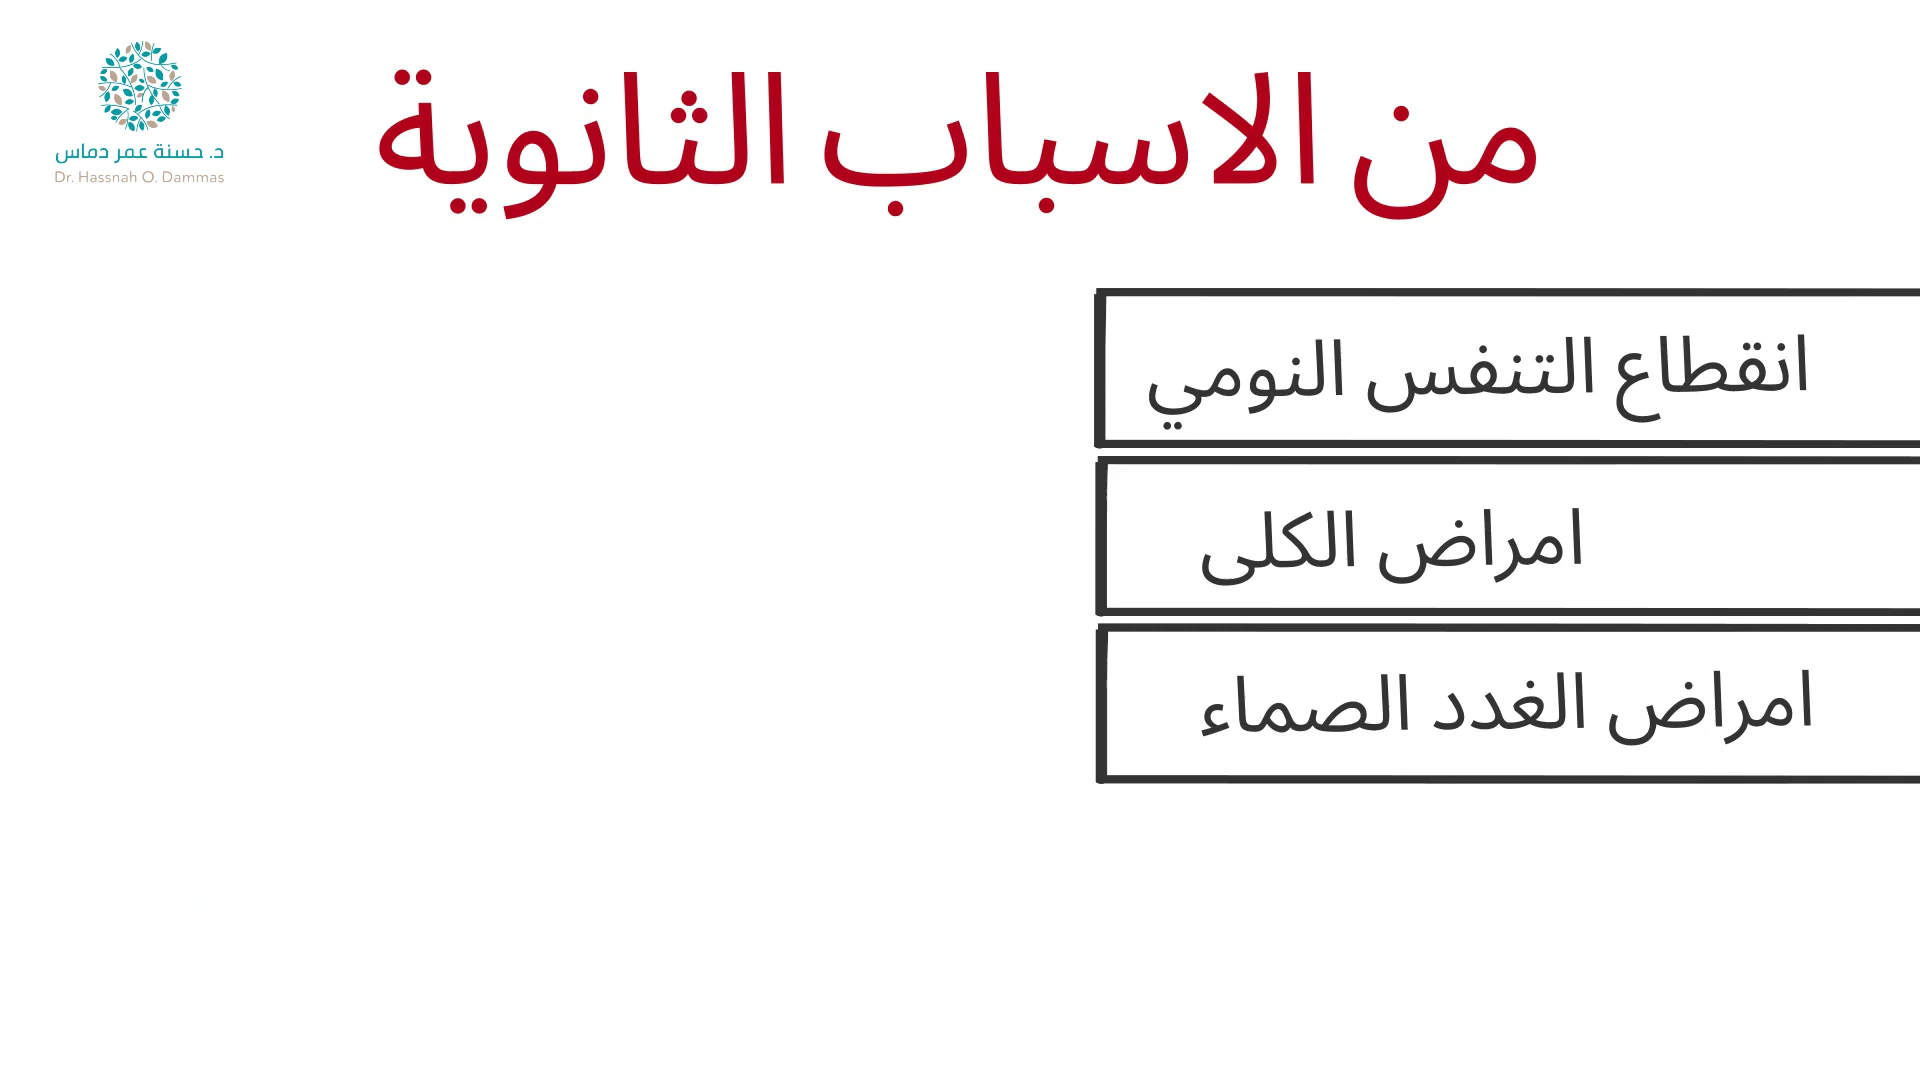 د. حسنة عمر دماس
Dr. Hassnah O. Dammas
من الاسباب الثانوية
انقطاع التنفس النومي
امراض الكلى
امراض الغدد الصماء